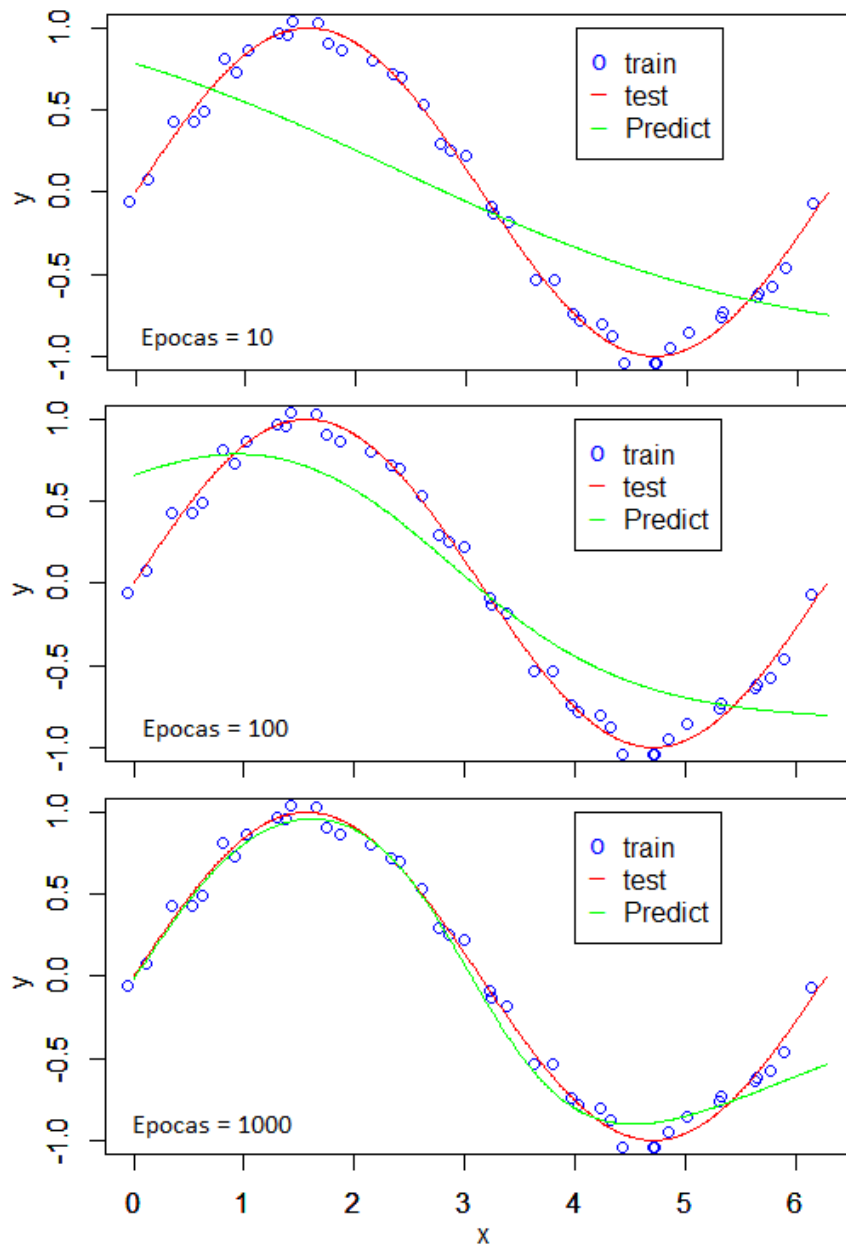 1.0
0.5
0.0
-0.5
-1.0
y
o train
– test
– Predict
Epocas = 10
1.0
0.5
0.0
-0.5
-1.0
y
o train
– test
– Predict
Epocas = 100
1.0
0.5
0.0
-0.5
-1.0
y
o train
– test
– Predict
Epocas = 1000
0 1 2 3 4 5 6
x